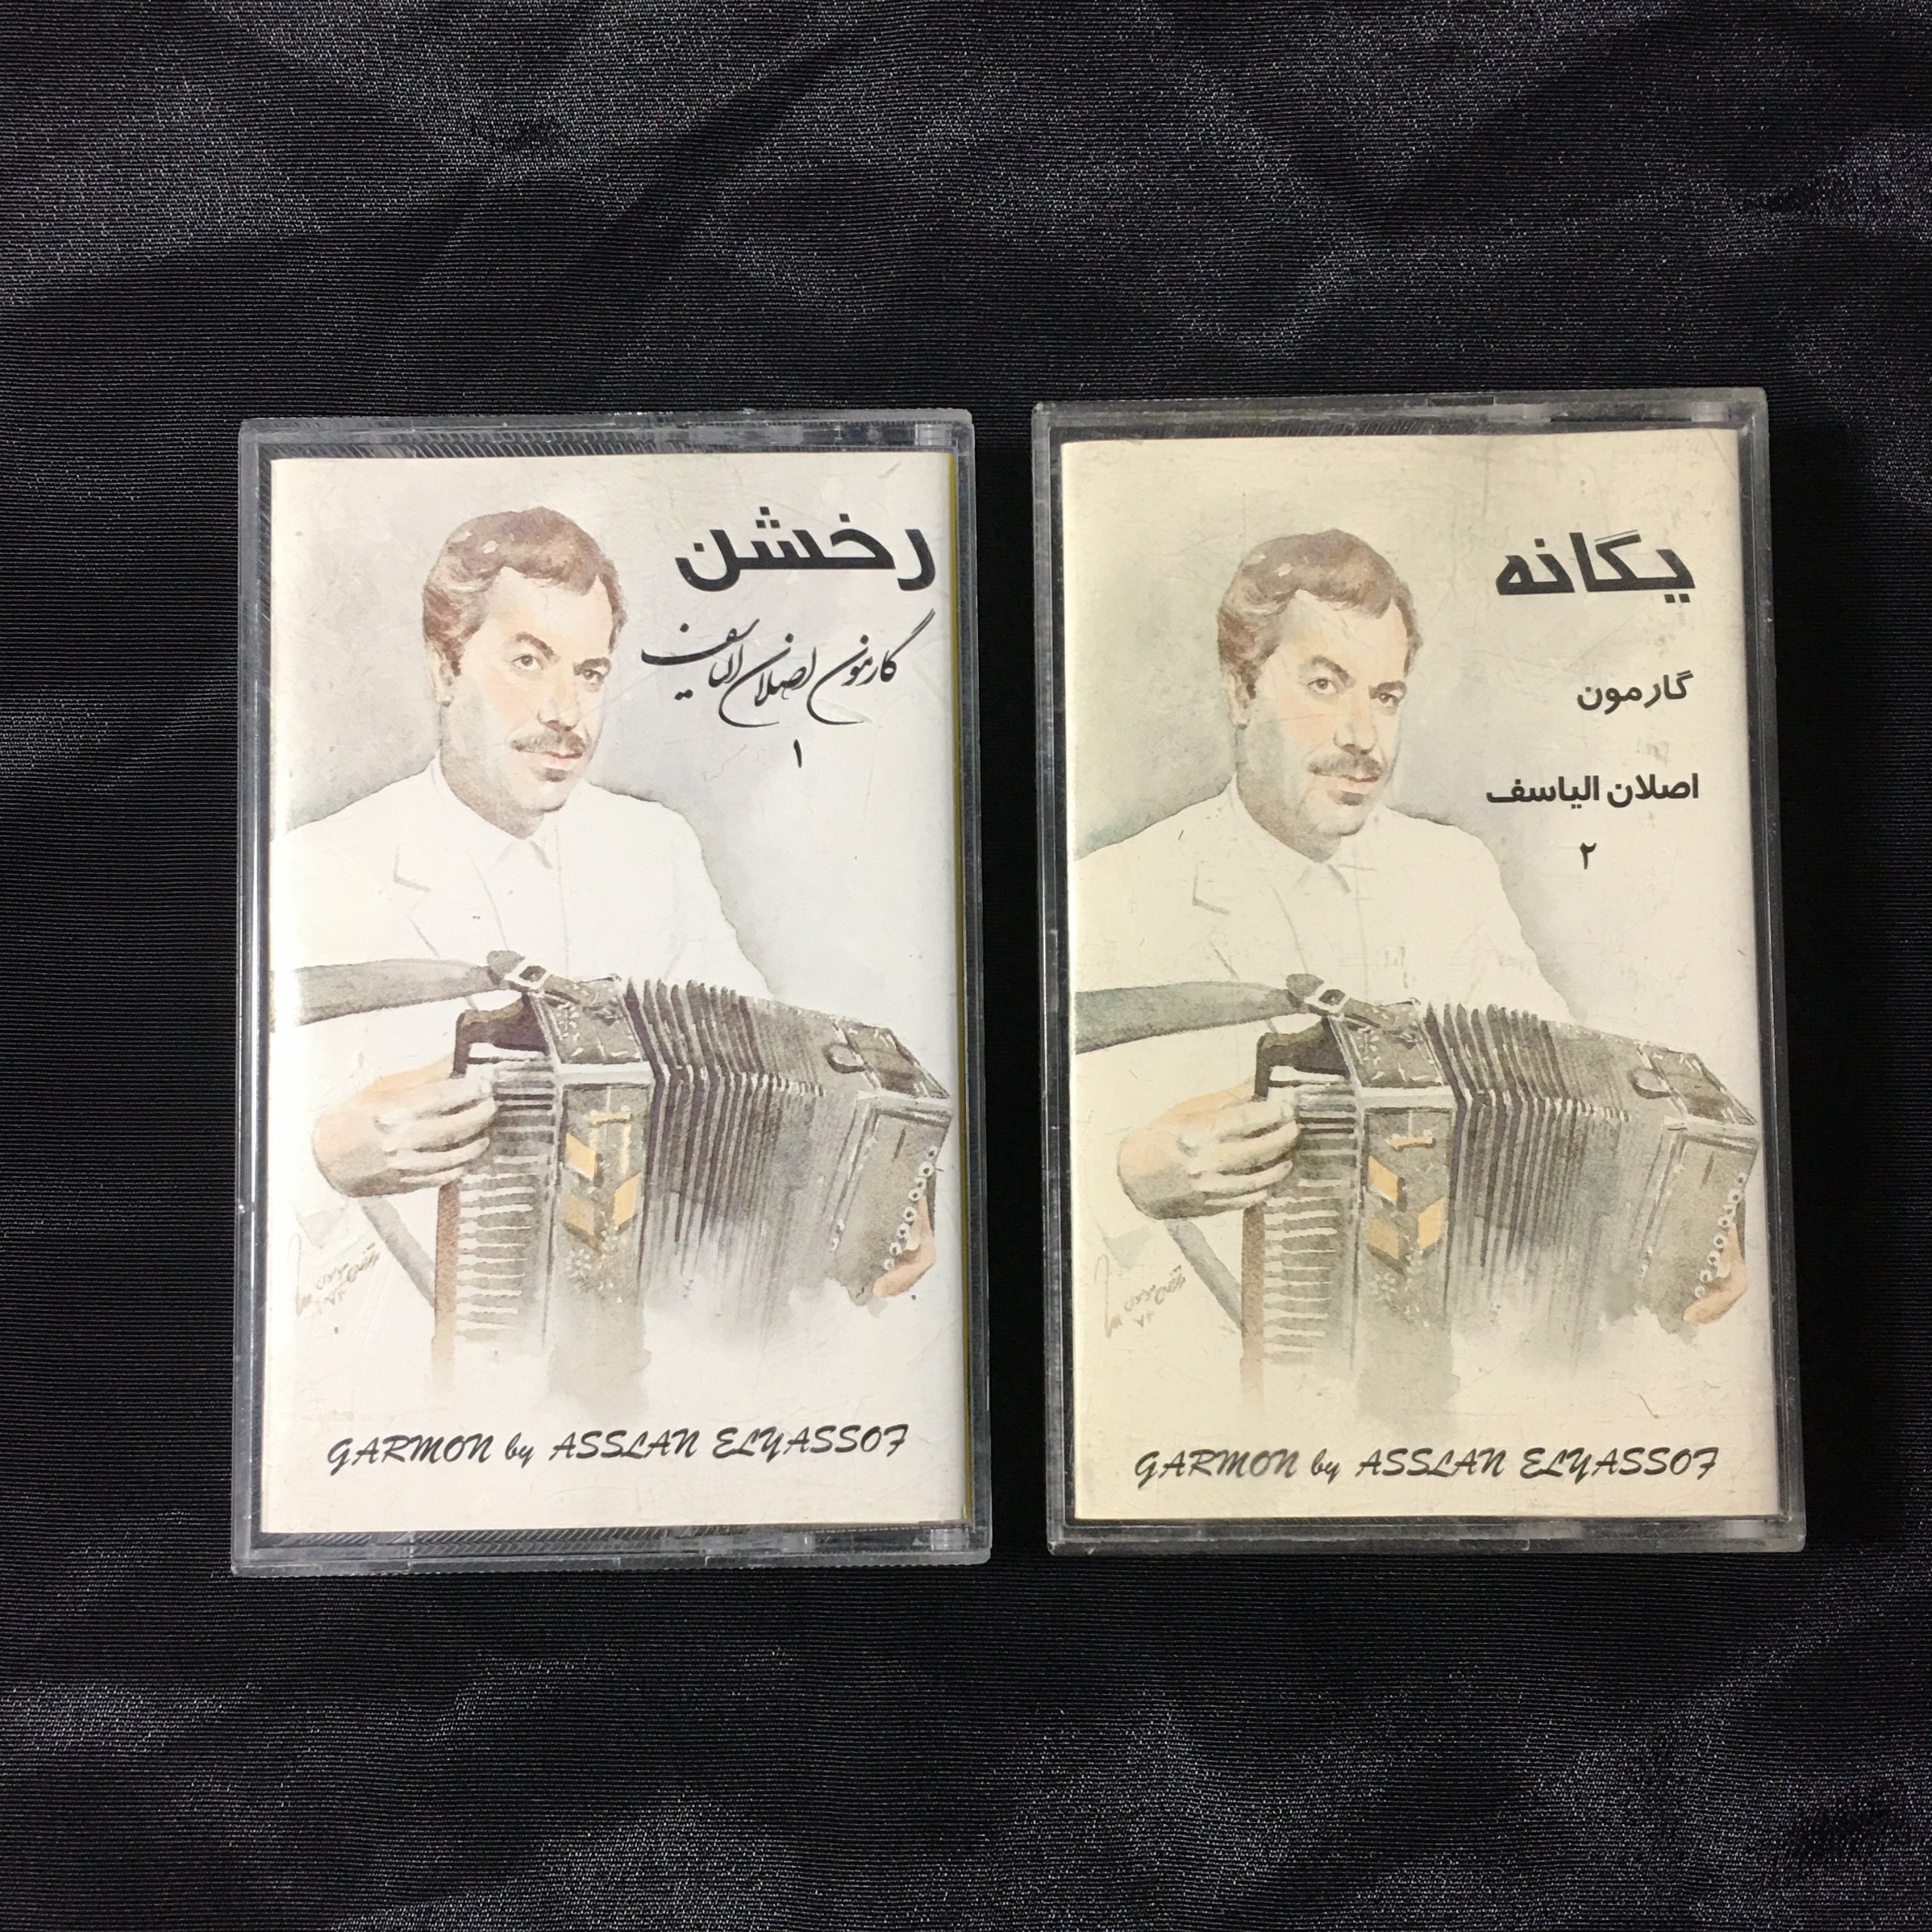 رخشن
گارمون اصلان الیاسف
۱
GARMON by ASSLAN ELYASSOF
یگانه
گارمون
اصلان الیاسف
۲
GARMON by ASSLAN ELYASSOF